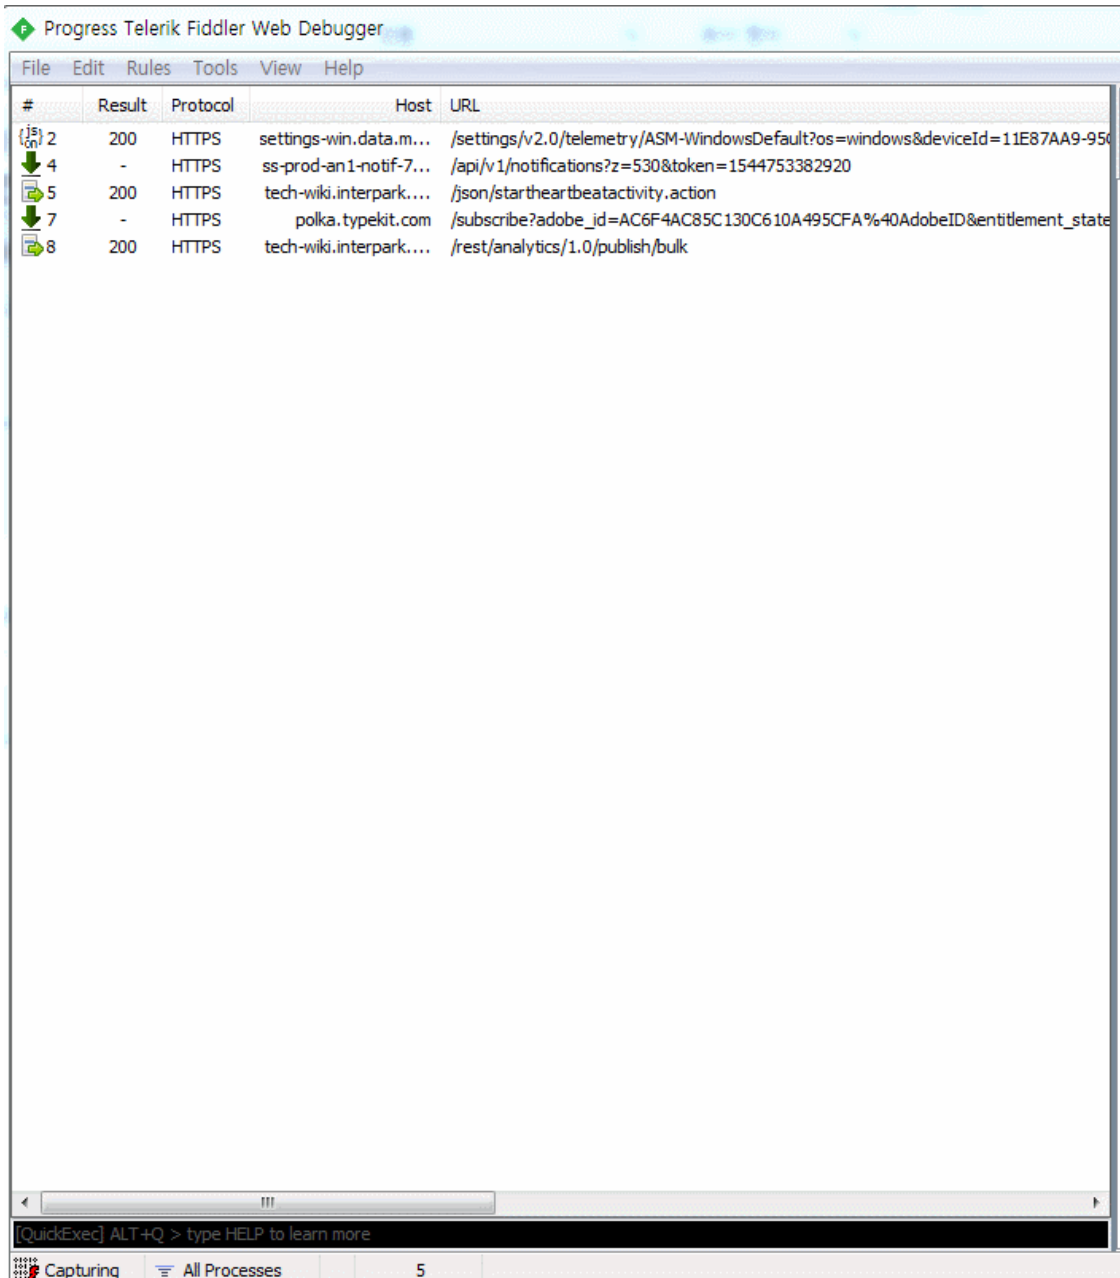 Progress Telerik Fiddler Web Debugger
File Edit Rules Tools View Help
# Result Protocol Host URL
2 200 HTTPS settings-win.data.m... /settings/v2.0/telemetry/ASM-WindowsDefault?os=windows&deviceId=11E87AA9-950
4 - HTTPS ss-prod-an1-notif-7... /api/v1/notifications?z=530&token=1544753382920
5 200 HTTPS tech-wiki.interpark.... /json/startheartbeatactivity.action
7 - HTTPS polka.typekit.com /subscribe?adobe_id=AC6F4AC85C130C610A495CFA%40AdobeID&entitlement_state
8 200 HTTPS tech-wiki.interpark.... /rest/analytics/1.0/publish/bulk
[QuickExec] ALT+Q > type HELP to learn more
Capturing All Processes 5